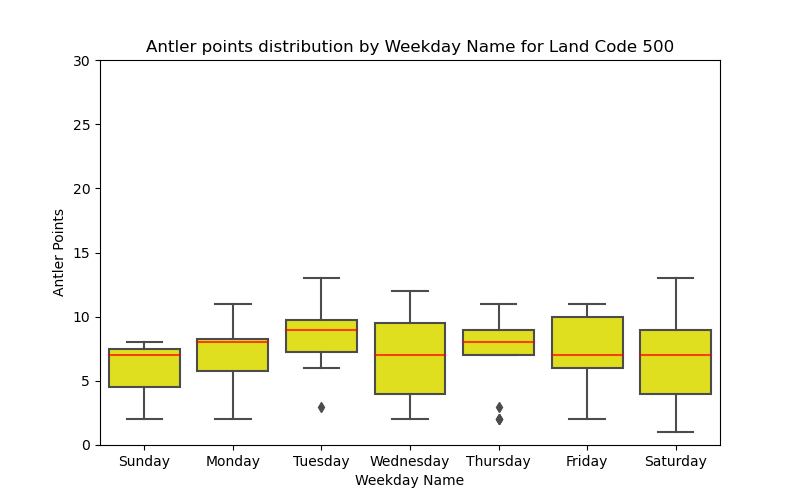 Antler points distribution by Weekday Name for Land Code 500
30
25
20
15
10
5
0
Antler Points
Sunday Monday Tuesday Wednesday Thursday Friday Saturday
Weekday Name